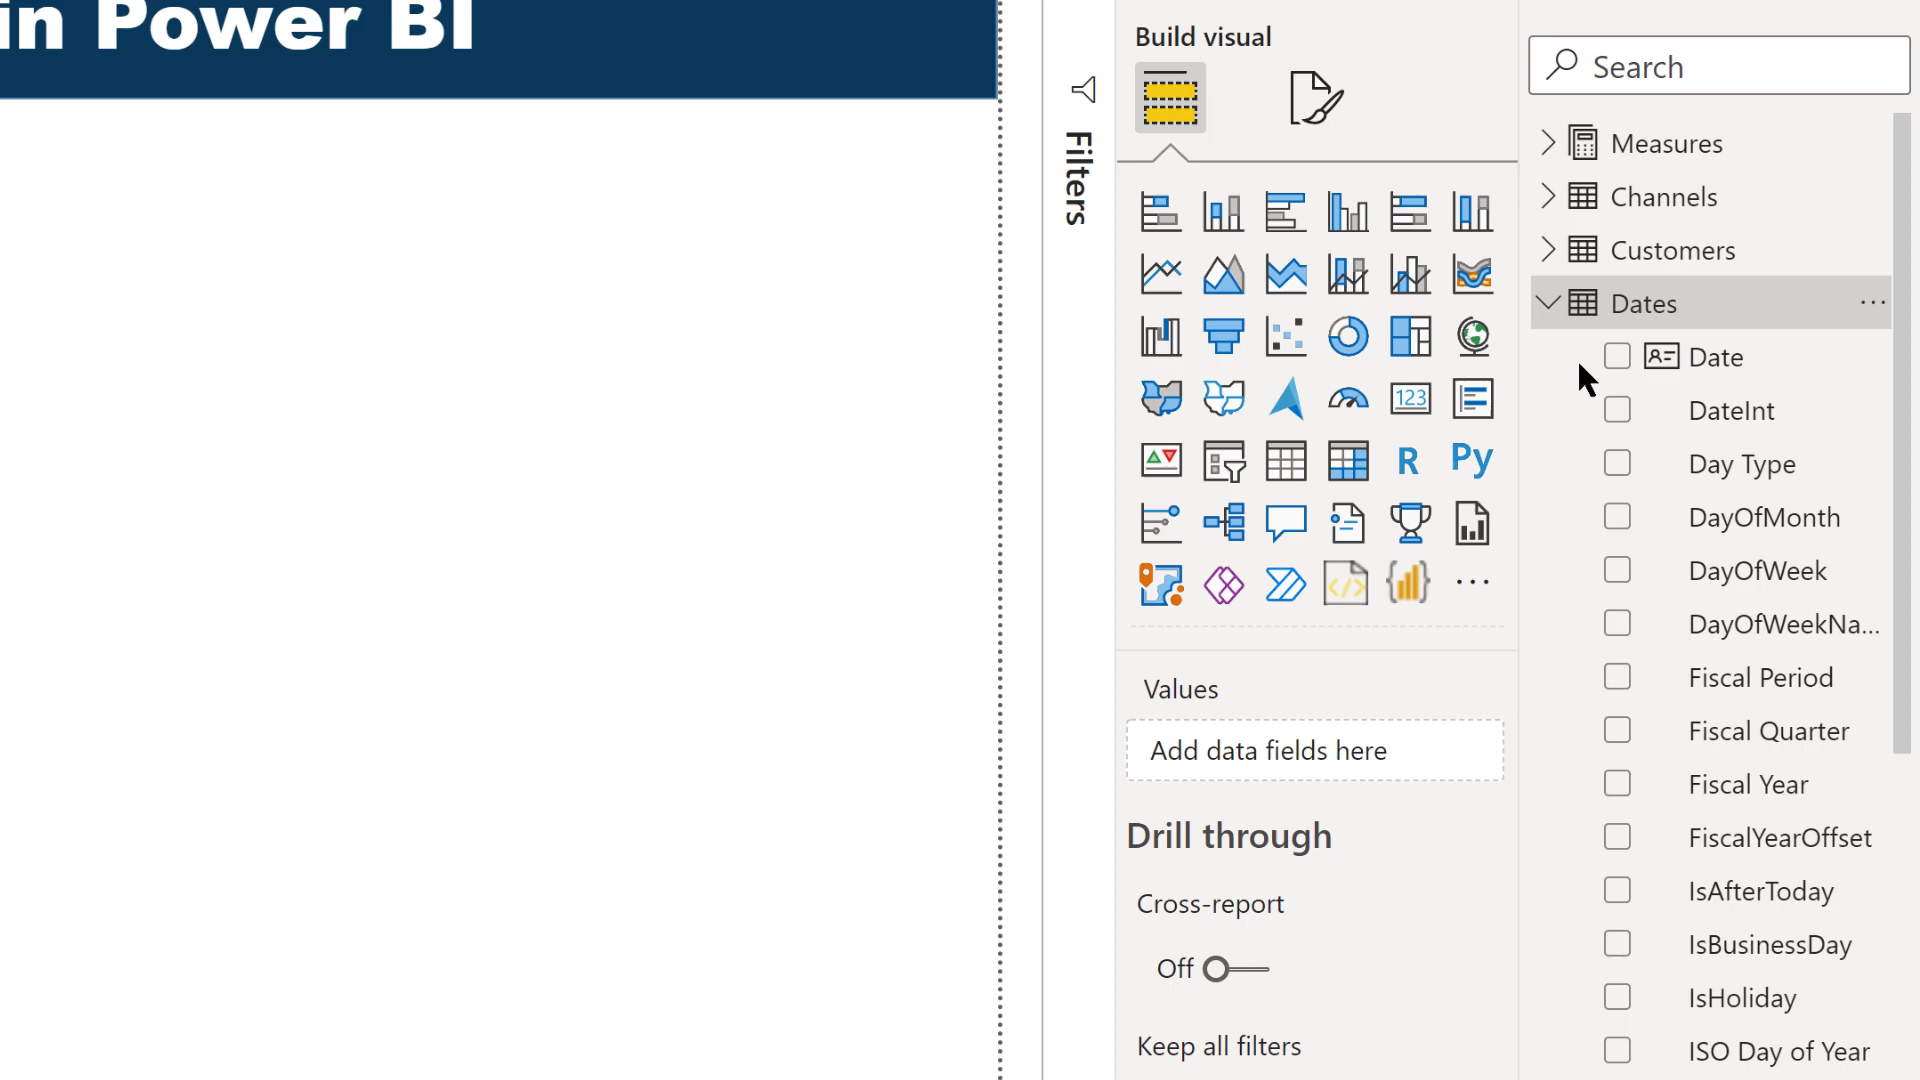 in Power BI
Filters
Build visual
123
R
Py
Values
Add data fields here
Drill through
Cross-report
Off
Keep all filters
Search
Measures
Channels
Customers
Dates
Date
DateInt
Day Type
DayOfMonth
DayOfWeek
DayOfWeekNa...
Fiscal Period
Fiscal Quarter
Fiscal Year
FiscalYearOffset
IsAfterToday
IsBusinessDay
IsHoliday
ISO Day of Year